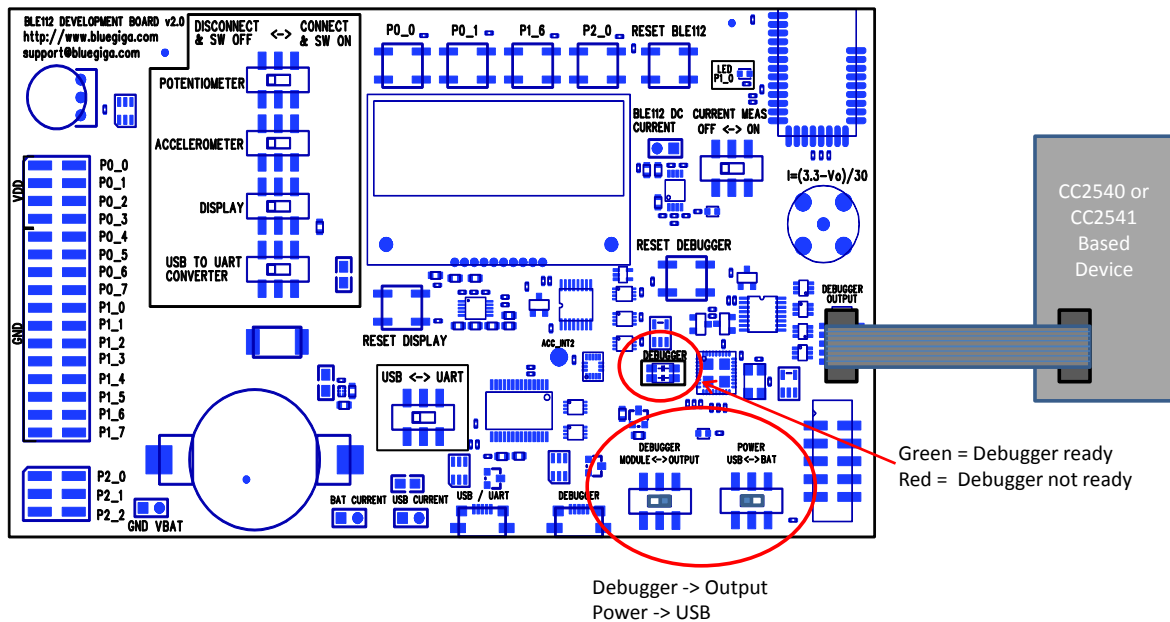 BLE112 DEVELOPMENT BOARD v2.0
http://www.bluegiga.com
support@bluegiga.com
DISCONNECT <-> CONNECT
& SW OFF & SW ON
POTENTIOMETER
ACCELEROMETER
DISPLAY
USB TO UART
CONVERTER
P0_0 P0_1 P1_6 P2_0 RESET BLE112
LED
P1_0
BLE112 DC
CURRENT
CURRENT MEAS
OFF <-> ON
I=(3.3-Vo)/30
VDD
GND
P0_0
P0_1
P0_2
P0_3
P0_4
P0_5
P0_6
P0_7
P1_0
P1_1
P1_2
P1_3
P1_4
P1_5
P1_6
P1_7
P2_0
P2_1
P2_2
GND VBAT
RESET DISPLAY
RESET DEBUGGER
ACC_INT2
DEBUGGER
DEBUGGER
OUTPUT
USB <-> UART
BAT CURRENT
USB CURRENT
USB / UART
DEBUGGER
DEBUGGER
MODULE<->OUTPUT
POWER
USB<->BAT
CC2540 or
CC2541
Based
Device
Green = Debugger ready
Red = Debugger not ready
Debugger -> Output
Power -> USB